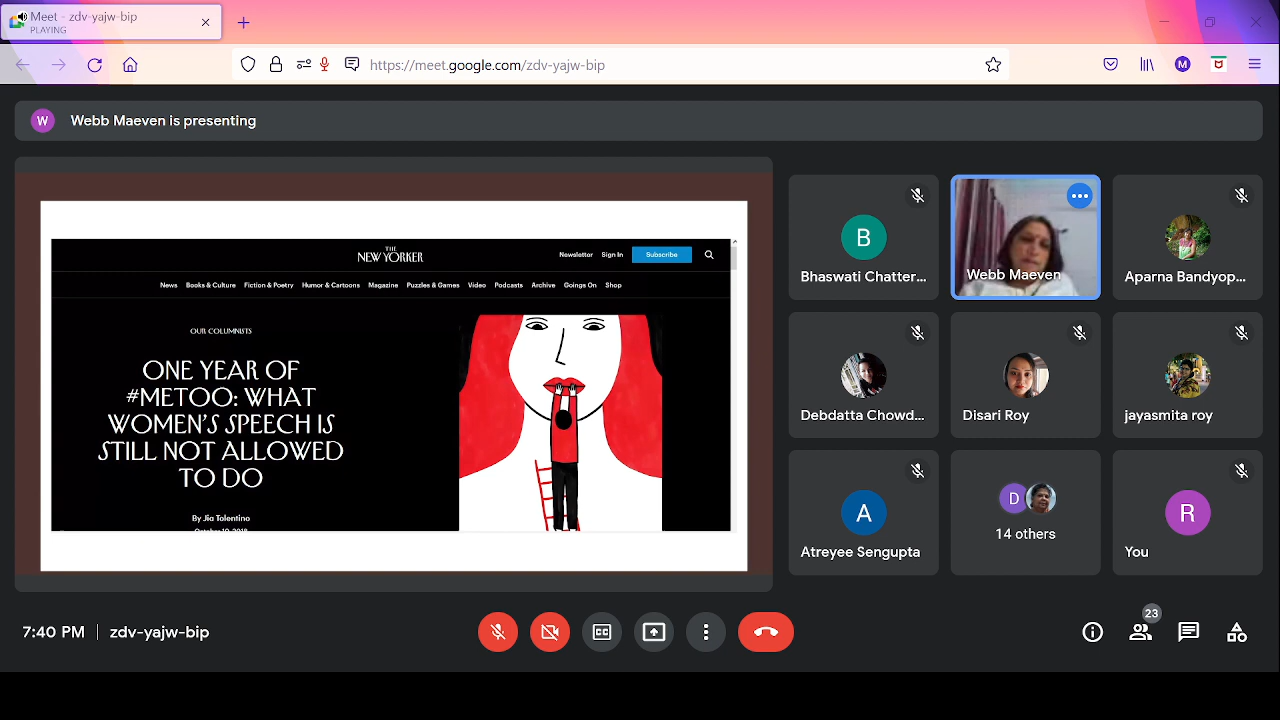 Meet - zdv-yajw-bip
PLAYING
https://meet.google.com/zdv-yajw-bip
M
W
Webb Maeven is presenting
THE
NEW YORKER
Newsletter Sign In Subscribe
News Books & Culture Fiction & Poetry Humor & Cartoons Magazine Puzzles & Games Video Podcasts Archive Goings On Shop
OUR COLUMNISTS
ONE YEAR OF
#METOO: WHAT
WOMEN'S SPEECH IS
STILL NOT ALLOWED
TO DO
By Jia Tolentino
October 10, 2018
B
Bhaswati Chatter...
Webb Maeven
Aparna Bandyop...
Debdatta Chowd...
Disari Roy
jayasmita roy
A
Atreyee Sengupta
D
14 others
R
You
7:40 PM
zdv-yajw-bip
CC
23